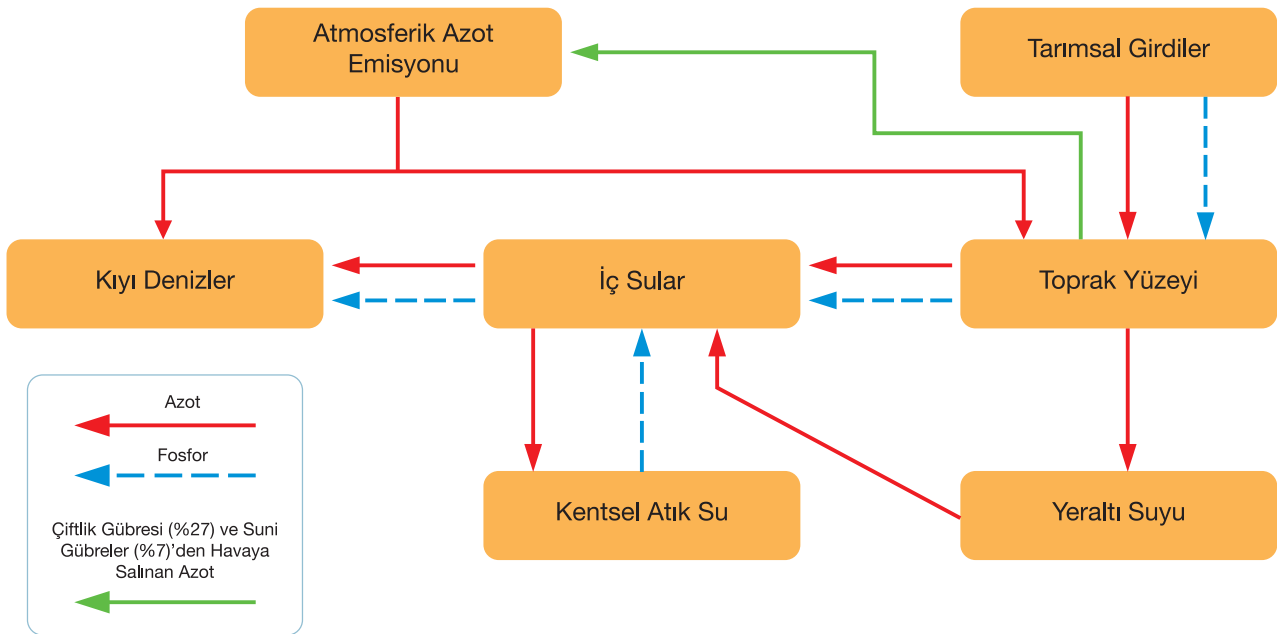 Atmosferik Azot
Emisyonu
Tarımsal Girdiler
Kıyı Denizler
İç Sular
Toprak Yüzeyi
Kentsel Atık Su
Yeraltı Suyu
Azot
Fosfor
Çiftlik Gübresi (%27) ve Suni
Gübreler (%7)’den Havaya
Salınan Azot